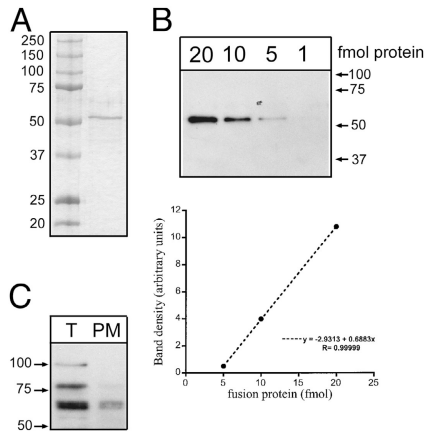 A
250
150
100
75
50
37
25
20
B
20 10 5 1 fmol protein
100
75
50
37
12
10
8
6
4
2
0
Band density (arbitrary units)
y = -2.9313 + 0.6883x
R= 0.99999
0 5 10 15 20 25
fusion protein (fmol)
C
T PM
100
75
50